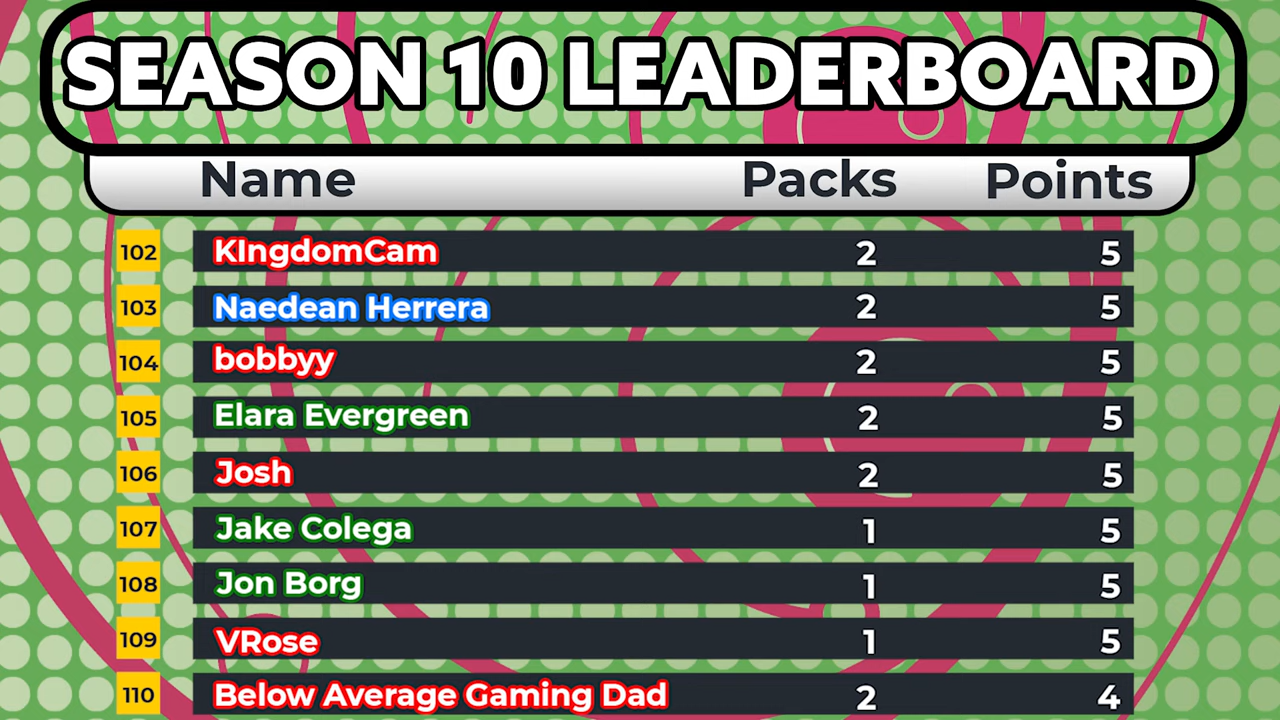 SEASON 10 LEADERBOARD
Name Packs Points
102 KIngdomCam 2 5
103 Naedean Herrera 2 5
104 bobbyy 2 5
105 Elara Evergreen 2 5
106 Josh 2 5
107 Jake Colega 1 5
108 Jon Borg 1 5
109 VRose 1 5
110 Below Average Gaming Dad 2 4